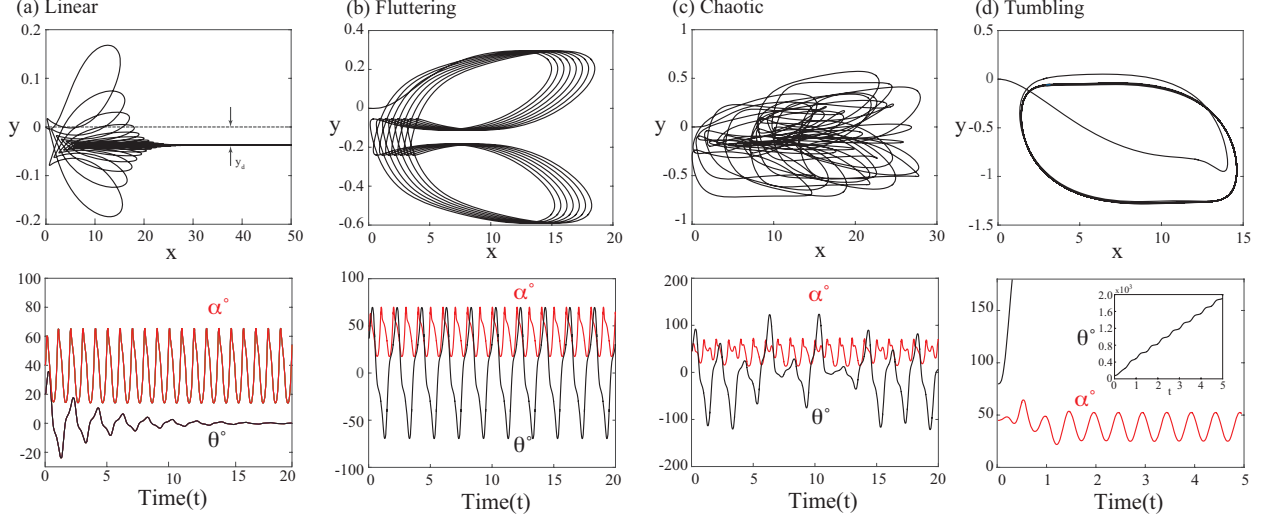 (a) Linear
(b) Fluttering
(c) Chaotic
(d) Tumbling
0.2
0.1
y 0
-0.1
0.2
y_d
0 10 20 30 40 50
x
0.4
0.2
y 0
-0.2
0.4
0.6
0 5 10 15 20
x
1
0.5
y 0
-0.5
-1
0 5 10 15 20 25 30
x
0.5
0
y -0.5
-1
-1.5
0 5 10 15
x
100
80
60
40
20
0
-20
α°
θ°
0 5 10 15 20
Time(t)
100
50
0
-50
-100
α°
θ°
0 5 10 15 20
Time(t)
200
100
0
-100
-200
α°
θ°
0 5 10 15 20
Time(t)
150
100
50
0
θ°
α°
2.0 ×10³
1.6
1.2
0.8
0.4
0
0 1 2 3 4 5
t
0 1 2 3 4 5
Time(t)